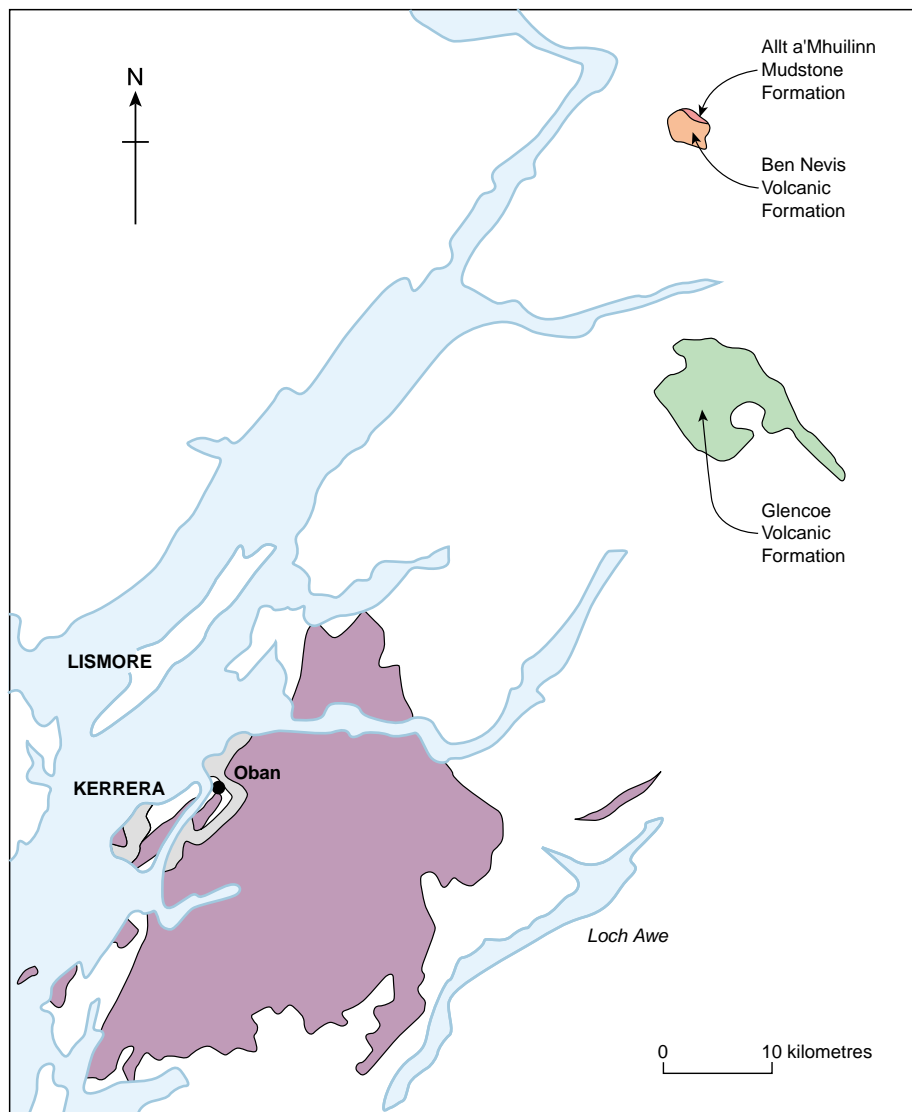 N
Allt a'Mhuilinn
Mudstone
Formation
Ben Nevis
Volcanic
Formation
Glencoe
Volcanic
Formation
LISMORE
Oban
KERRERA
Loch Awe
0 10 kilometres